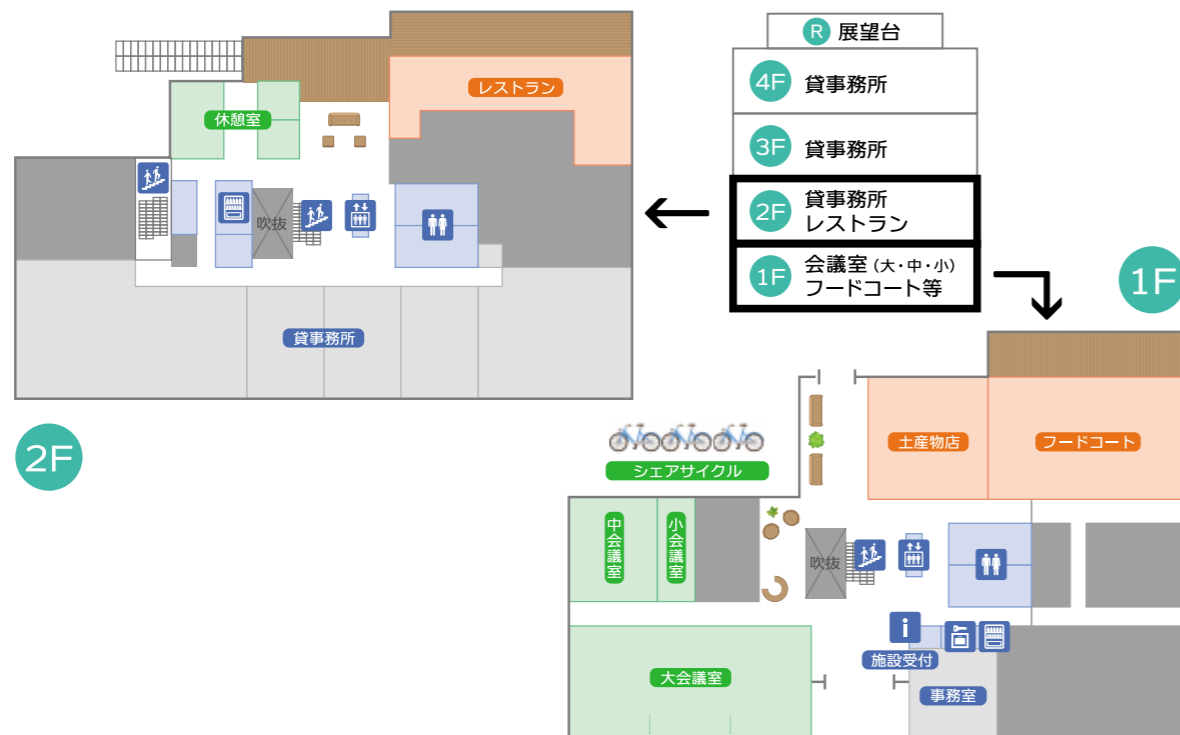 R 展望台
4F 貸事務所
3F 貸事務所
2F 貸事務所
レストラン
1F 会議室(大・中・小)
フードコート等
レストラン
休憩室
吹抜
貸事務所
2F
1F
シェアサイクル
土産物店
フードコート
中会議室
小会議室
吹抜
i
施設受付
大会議室
事務室